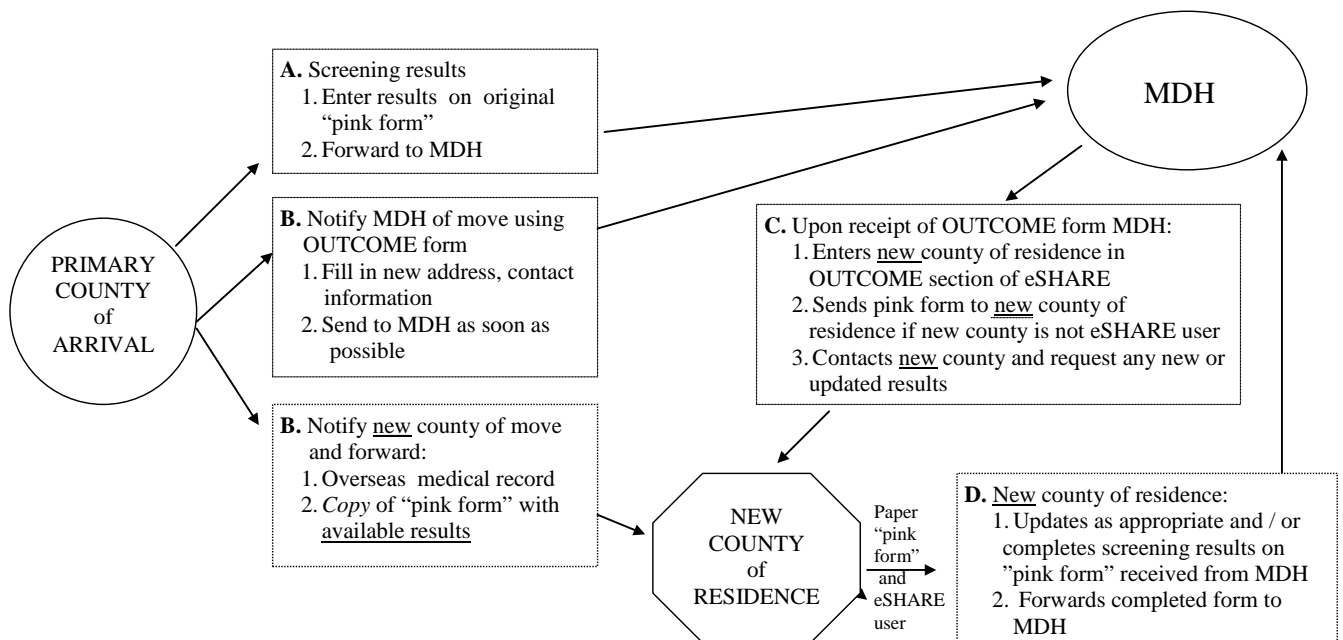 A. Screening results
1. Enter results on original
“pink form”
2. Forward to MDH
MDH
B. Notify MDH of move using
OUTCOME form
1. Fill in new address, contact
information
2. Send to MDH as soon as
possible
PRIMARY
COUNTY
of
ARRIVAL
C. Upon receipt of OUTCOME form MDH:
1. Enters new county of residence in
OUTCOME section of eSHARE
2. Sends pink form to new county of
residence if new county is not eSHARE user
3. Contacts new county and request any new or
updated results
B. Notify new county of move
and forward:
1. Overseas medical record
2. Copy of “pink form” with
available results
NEW
COUNTY
of
RESIDENCE
Paper
“pink
form”
and
eSHARE
user
D. New county of residence:
1. Updates as appropriate and / or
completes screening results on
”pink form” received from MDH
2. Forwards completed form to
MDH